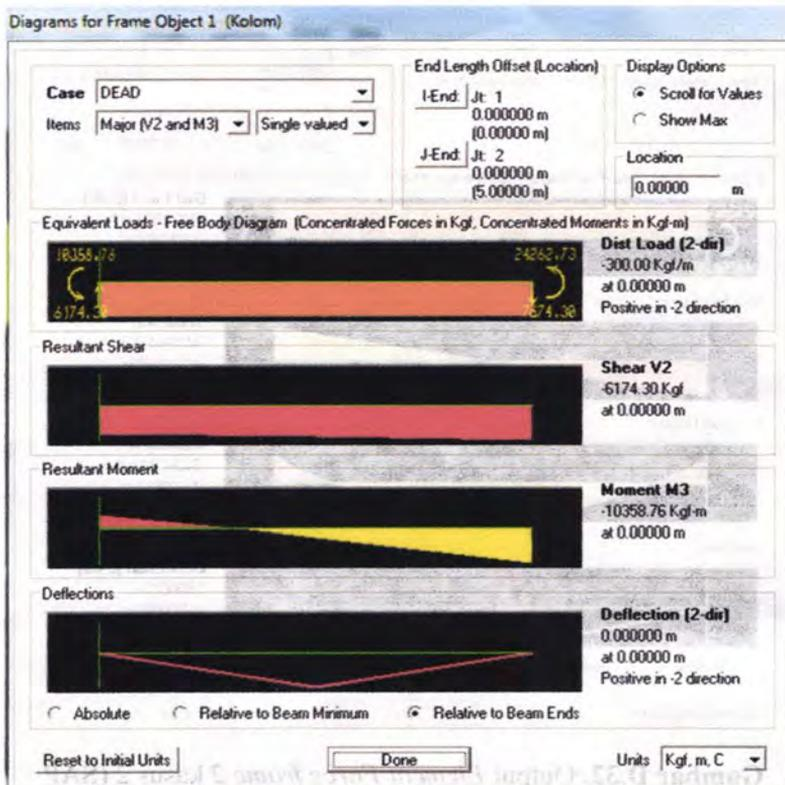 Diagrams for Frame Object 1 (Kolom)
Case DEAD
Items Major (V2 and M3) Single valued
End Length Offset (Location)
I-End: Jt: 1
0.000000 m
(0.00000 m)
J-End: Jt: 2
0.000000 m
(5.00000 m)
Display Options
Scroll for Values
Show Max
Location
0.00000 m
Equivalent Loads - Free Body Diagram (Concentrated Forces in Kgf, Concentrated Moments in Kgf-m)
10358.76 24262.73
6174.30 7674.30
Dist Load (2-dir)
-300.00 Kgf/m
at 0.00000 m
Positive in -2 direction
Resultant Shear
Shear V2
-6174.30 Kgf
at 0.00000 m
Resultant Moment
Moment M3
-10358.76 Kgf-m
at 0.00000 m
Deflections
Deflection (2-dir)
0.000000 m
at 0.00000 m
Positive in -2 direction
Absolute Relative to Beam Minimum Relative to Beam Ends
Reset to Initial Units Done Units Kgf, m, C